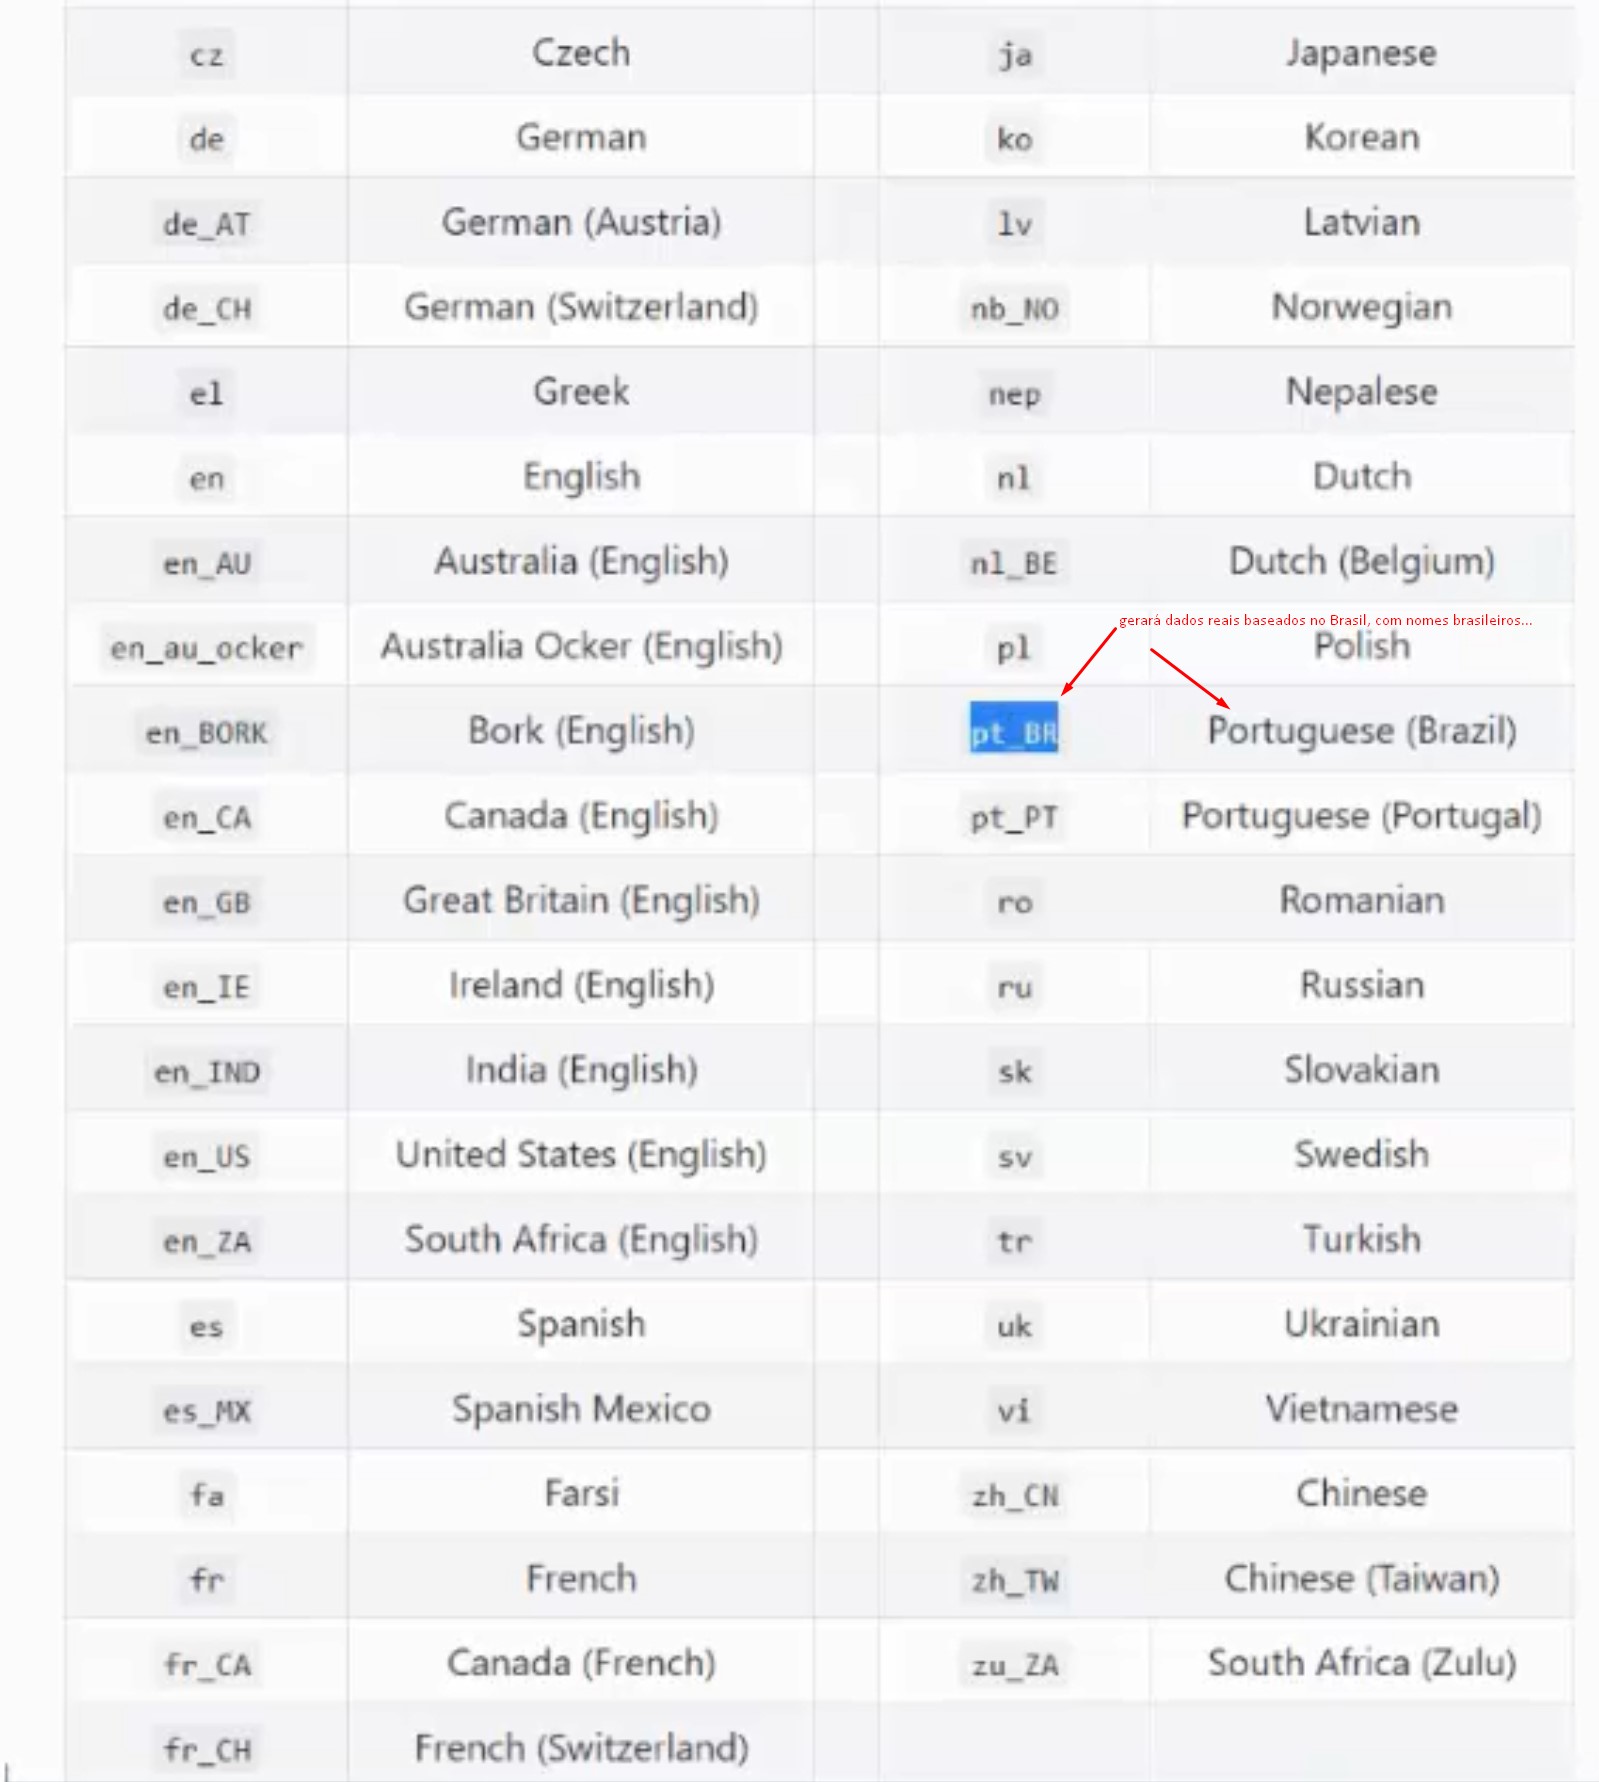 cz Czech ja Japanese
de German ko Korean
de_AT German (Austria) lv Latvian
de_CH German (Switzerland) nb_NO Norwegian
el Greek nep Nepalese
en English nl Dutch
en_AU Australia (English) nl_BE Dutch (Belgium)
gerará dados reais baseados no Brasil, com nomes brasileiros...
en_au_ocker Australia Ocker (English) pl Polish
en_BORK Bork (English) pt_BR Portuguese (Brazil)
en_CA Canada (English) pt_PT Portuguese (Portugal)
en_GB Great Britain (English) ro Romanian
en_IE Ireland (English) ru Russian
en_IND India (English) sk Slovakian
en_US United States (English) sv Swedish
en_ZA South Africa (English) tr Turkish
es Spanish uk Ukrainian
es_MX Spanish Mexico vi Vietnamese
fa Farsi zh_CN Chinese
fr French zh_TW Chinese (Taiwan)
fr_CA Canada (French) zu_ZA South Africa (Zulu)
fr_CH French (Switzerland)